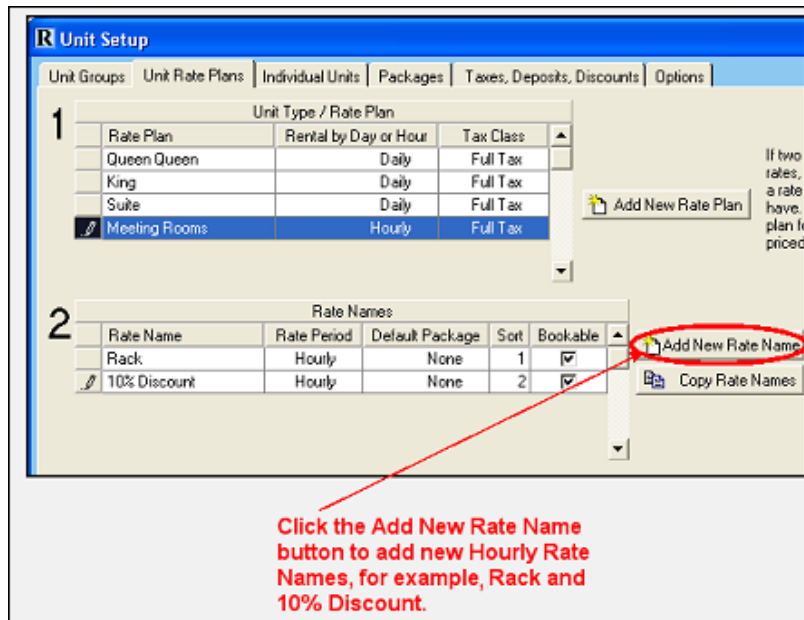 R Unit Setup
Unit Groups Unit Rate Plans Individual Units Packages Taxes, Deposits, Discounts Options
1
Unit Type / Rate Plan
Rate Plan Rental by Day or Hour Tax Class
Queen Queen Daily Full Tax
King Daily Full Tax
Suite Daily Full Tax
Meeting Rooms Hourly Full Tax
Add New Rate Plan
If two
rates,
a rate
have.
plan fo
priced
2
Rate Names
Rate Name Rate Period Default Package Sort Bookable
Rack Hourly None 1
10% Discount Hourly None 2
Add New Rate Name
Copy Rate Names
Click the Add New Rate Name
button to add new Hourly Rate
Names, for example, Rack and
10% Discount.